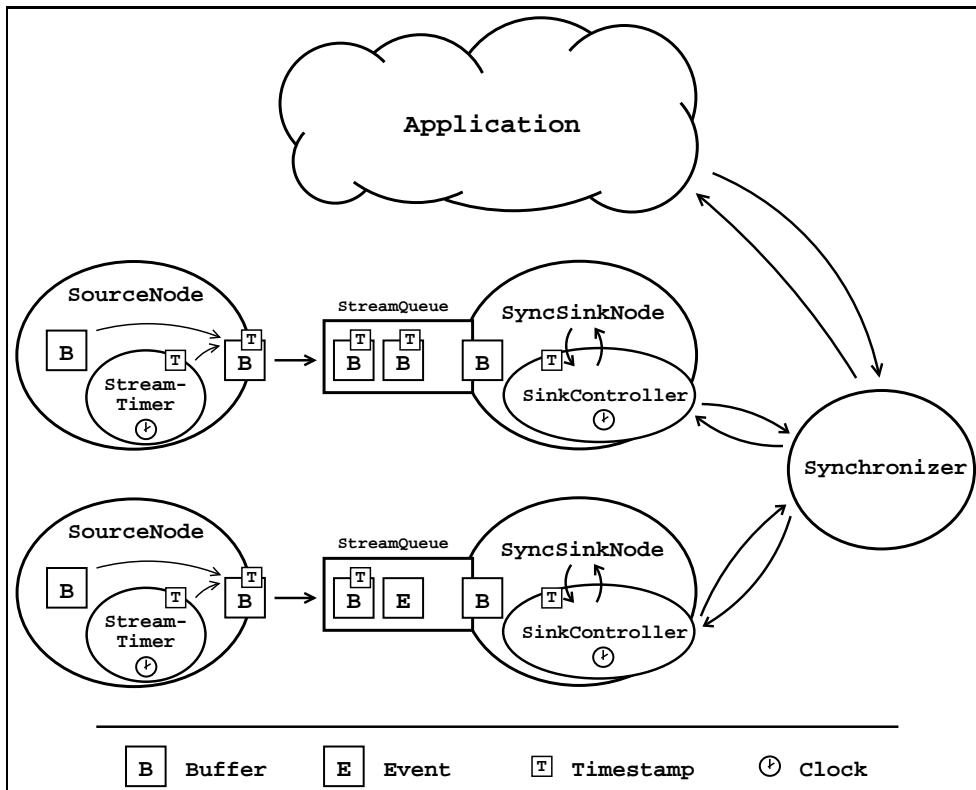 Application
SourceNode
B
T
Stream-
Timer
T
B
StreamQueue
T
B
T
B
B
SyncSinkNode
T
SinkController
Synchronizer
SourceNode
B
T
Stream-
Timer
T
B
StreamQueue
T
B
E
B
SyncSinkNode
T
SinkController
B Buffer
E Event
T Timestamp
Clock